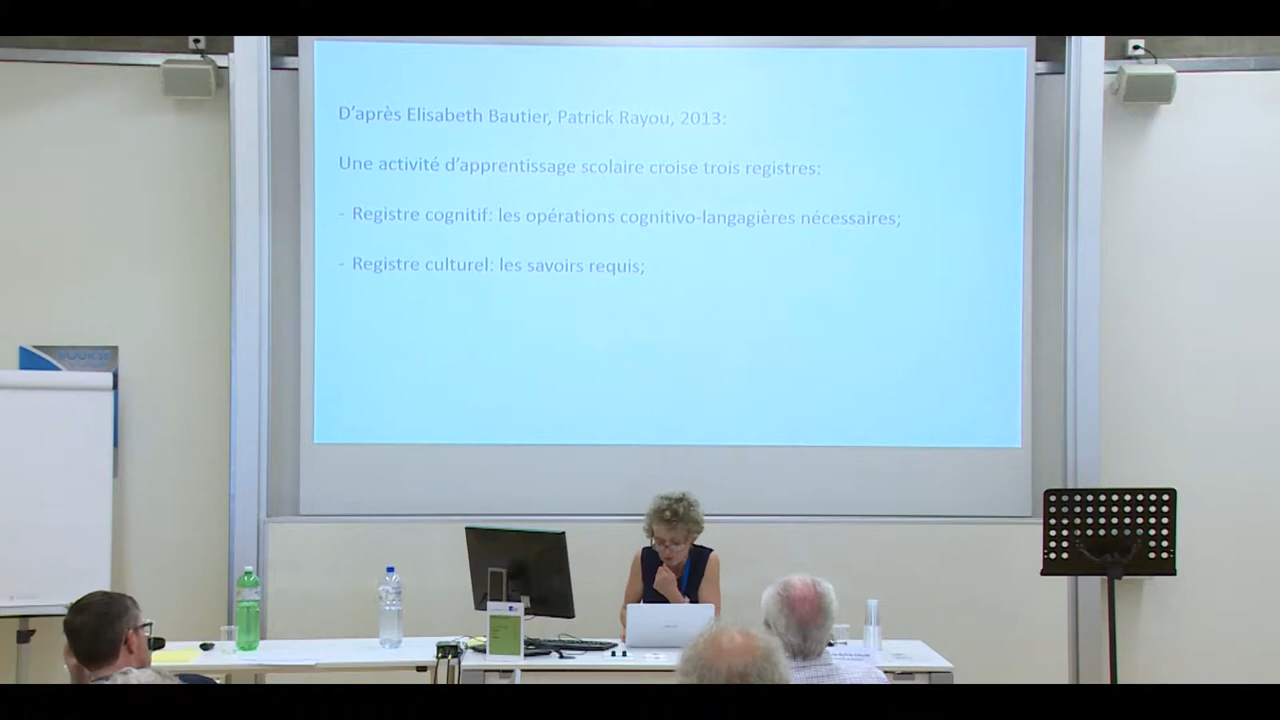 D'après Elisabeth Bautier, Patrick Rayou, 2013:
Une activité d'apprentissage scolaire croise trois registres:
- Registre cognitif: les opérations cognitivo-langagières nécessaires;
- Registre culturel: les savoirs requis;